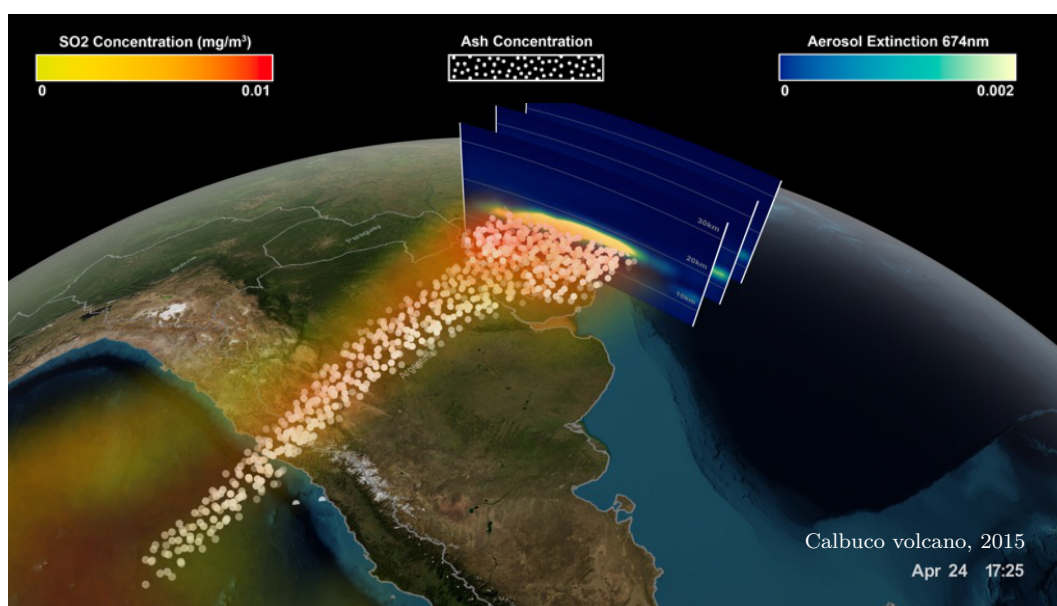 SO2 Concentration (mg/m³)
0 0.01
Ash Concentration
Aerosol Extinction 674nm
0 0.002
30km
20km
10km
Paraguay
Argentina
Calbuco volcano, 2015
Apr 24 17:25